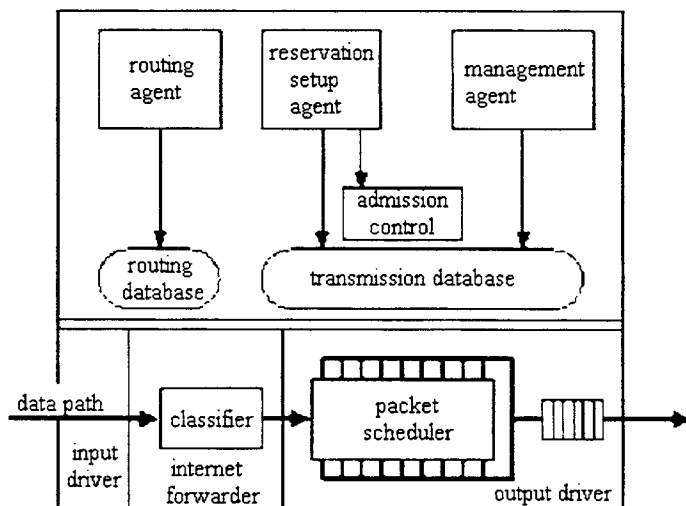 routing
agent
reservation
setup
agent
management
agent
admission
control
routing
database
transmission database
data path
classifier
packet
scheduler
input
driver
internet
forwarder
output driver